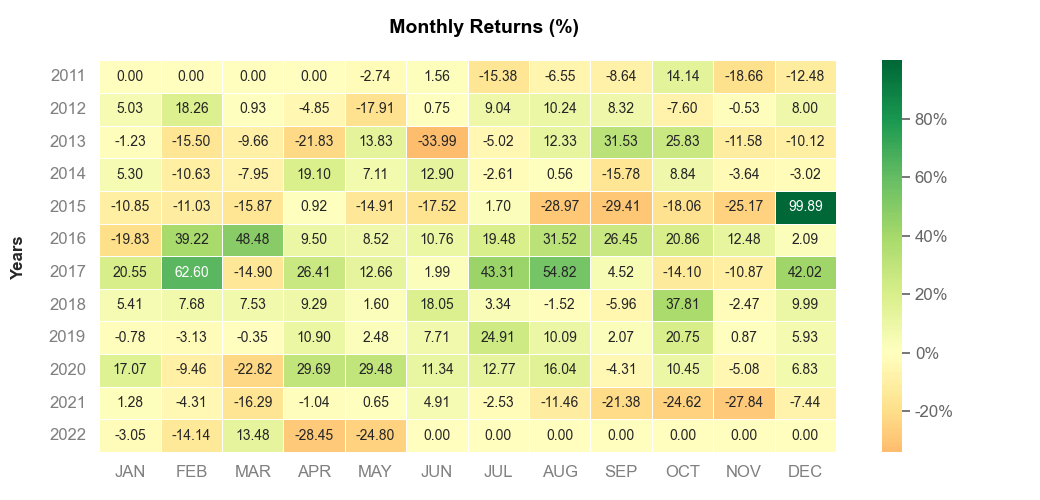 Monthly Returns (%)
Years
2011 0.00 0.00 0.00 0.00 -2.74 1.56 -15.38 -6.55 -8.64 14.14 -18.66 -12.48
2012 5.03 18.26 0.93 -4.85 -17.91 0.75 9.04 10.24 8.32 -7.60 -0.53 8.00
2013 -1.23 -15.50 -9.66 -21.83 13.83 -33.99 -5.02 12.33 31.53 25.83 -11.58 -10.12
2014 5.30 -10.63 -7.95 19.10 7.11 12.90 -2.61 0.56 -15.78 8.84 -3.64 -3.02
2015 -10.85 -11.03 -15.87 0.92 -14.91 -17.52 1.70 -28.97 -29.41 -18.06 -25.17 99.89
2016 -19.83 39.22 48.48 9.50 8.52 10.76 19.48 31.52 26.45 20.86 12.48 2.09
2017 20.55 62.60 -14.90 26.41 12.66 1.99 43.31 54.82 4.52 -14.10 -10.87 42.02
2018 5.41 7.68 7.53 9.29 1.60 18.05 3.34 -1.52 -5.96 37.81 -2.47 9.99
2019 -0.78 -3.13 -0.35 10.90 2.48 7.71 24.91 10.09 2.07 20.75 0.87 5.93
2020 17.07 -9.46 -22.82 29.69 29.48 11.34 12.77 16.04 -4.31 10.45 -5.08 6.83
2021 1.28 -4.31 -16.29 -1.04 0.65 4.91 -2.53 -11.46 -21.38 -24.62 -27.84 -7.44
2022 -3.05 -14.14 13.48 -28.45 -24.80 0.00 0.00 0.00 0.00 0.00 0.00 0.00
JAN FEB MAR APR MAY JUN JUL AUG SEP OCT NOV DEC
80%
60%
40%
20%
0%
-20%